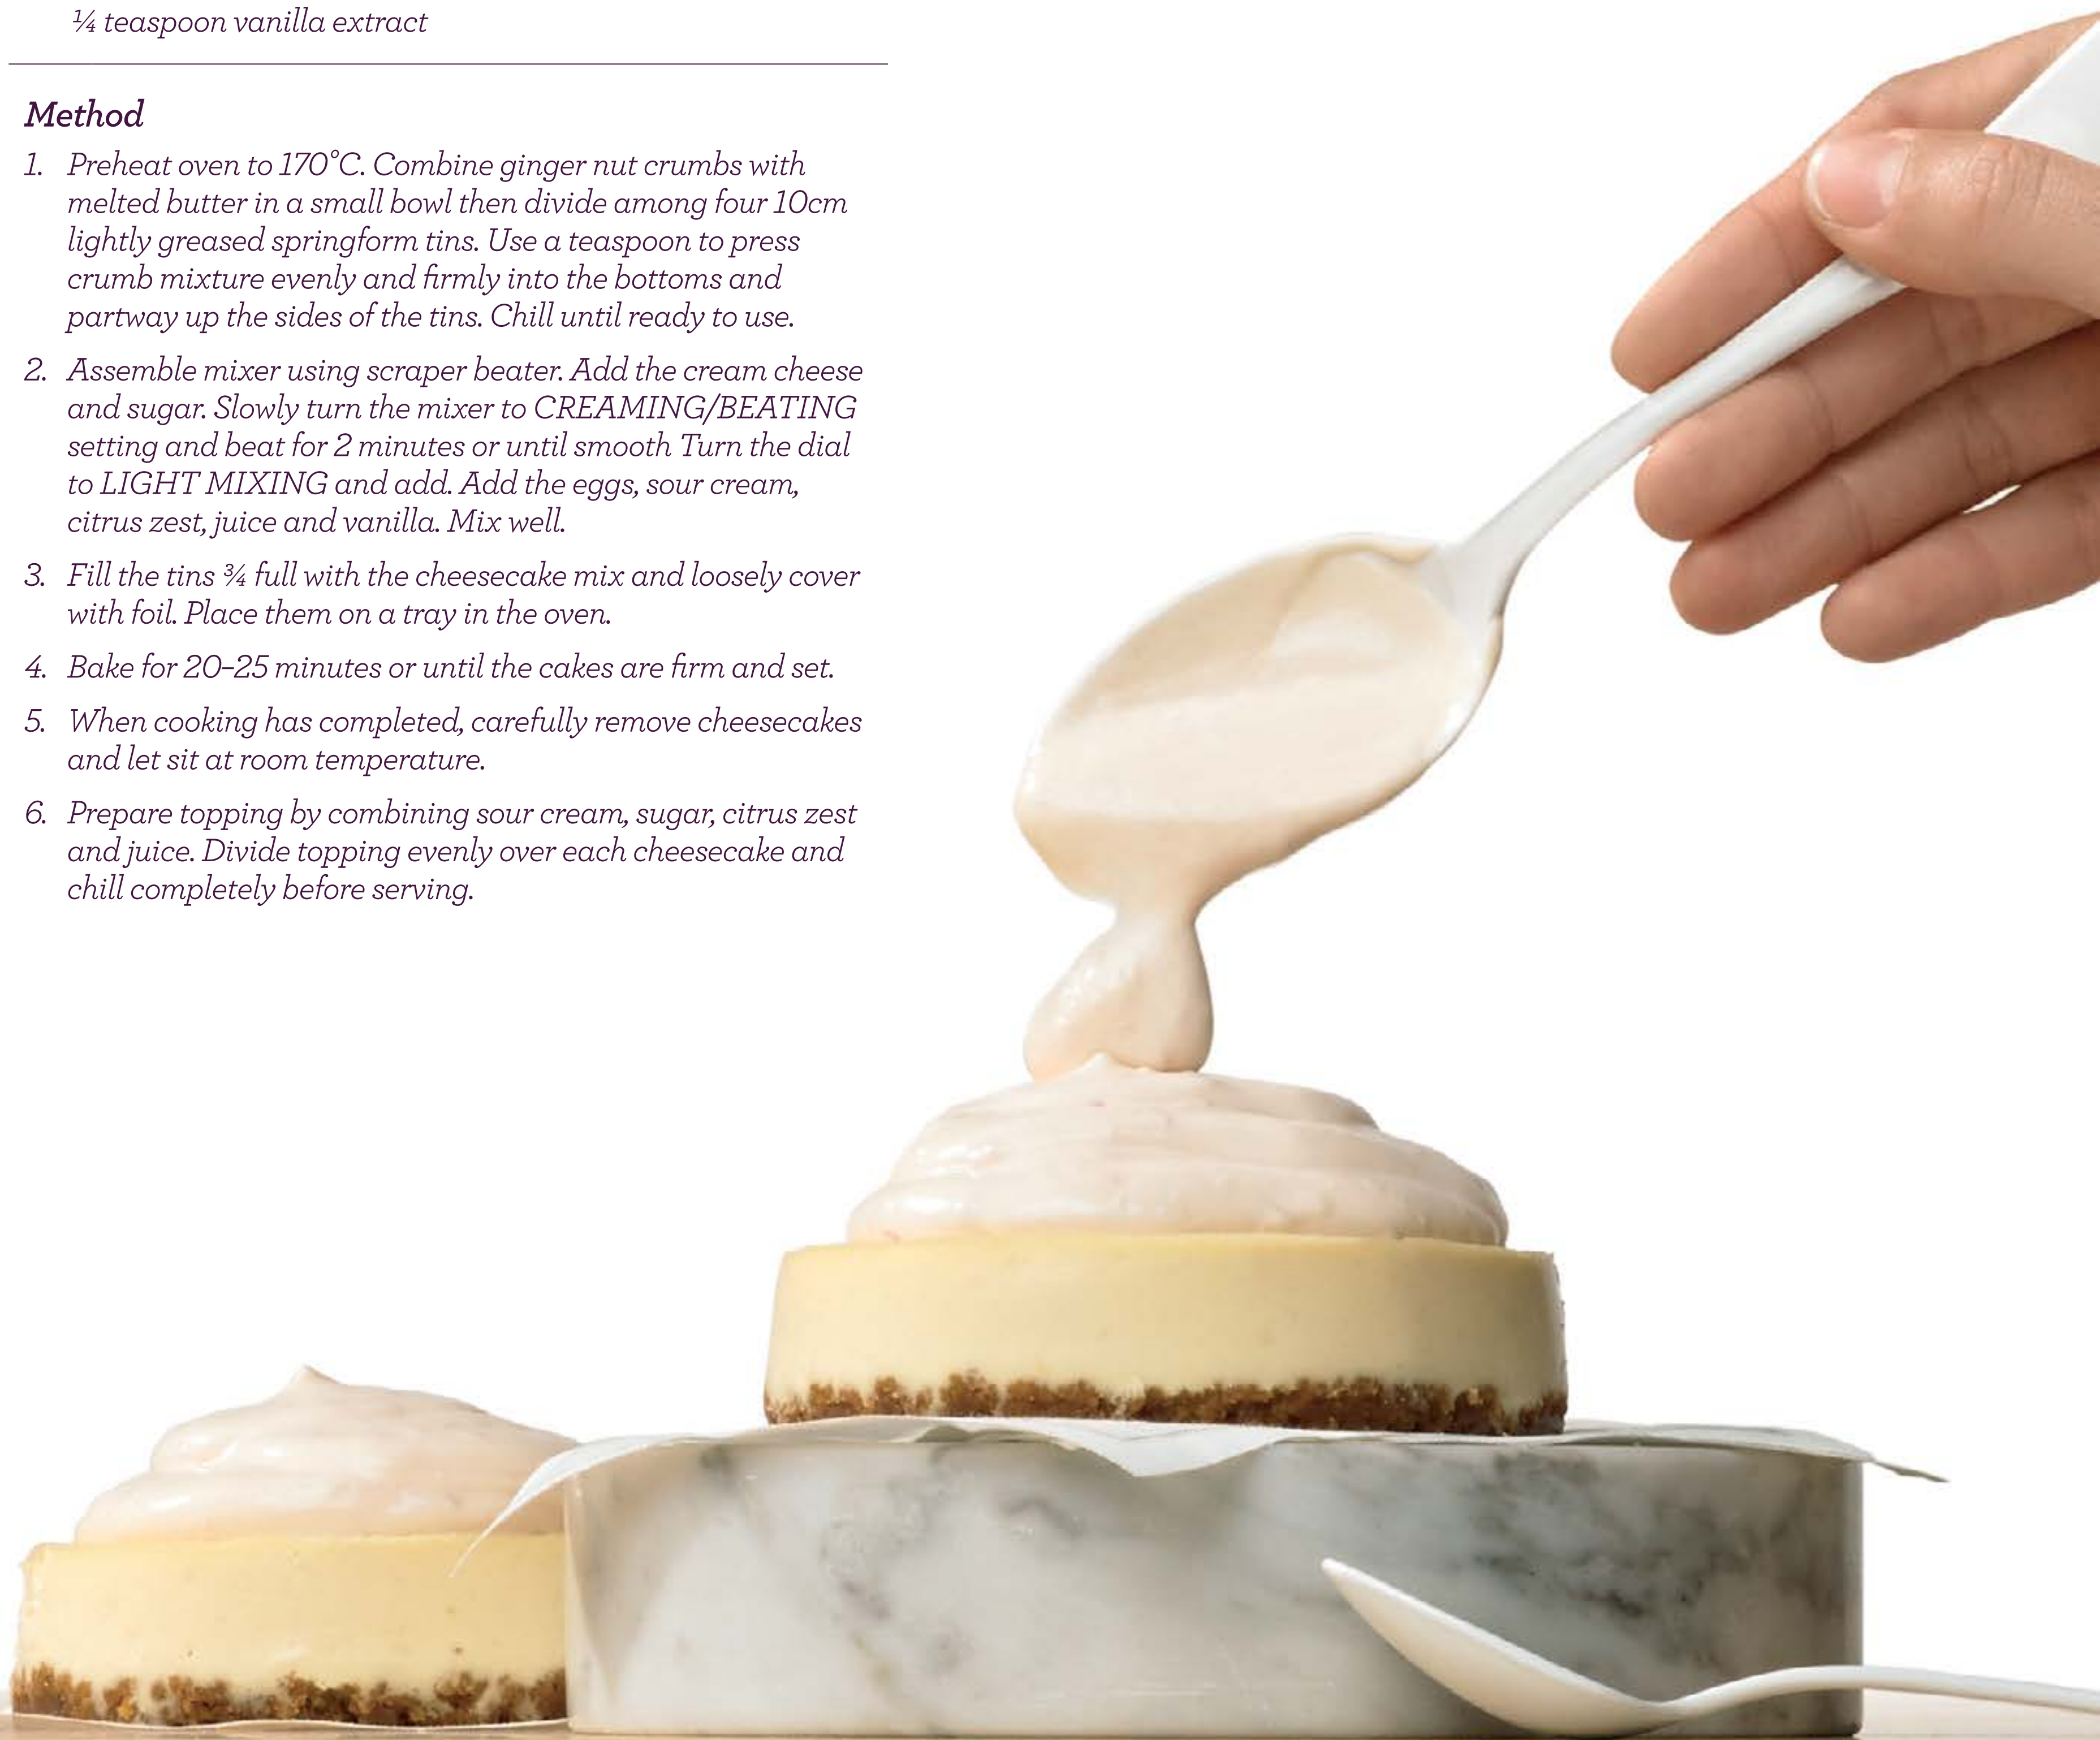 ¼ teaspoon vanilla extract
Method
1. Preheat oven to 170°C. Combine ginger nut crumbs with
melted butter in a small bowl then divide among four 10cm
lightly greased springform tins. Use a teaspoon to press
crumb mixture evenly and firmly into the bottoms and
partway up the sides of the tins. Chill until ready to use.
2. Assemble mixer using scraper beater. Add the cream cheese
and sugar. Slowly turn the mixer to CREAMING/BEATING
setting and beat for 2 minutes or until smooth Turn the dial
to LIGHT MIXING and add. Add the eggs, sour cream,
citrus zest, juice and vanilla. Mix well.
3. Fill the tins ¾ full with the cheesecake mix and loosely cover
with foil. Place them on a tray in the oven.
4. Bake for 20–25 minutes or until the cakes are firm and set.
5. When cooking has completed, carefully remove cheesecakes
and let sit at room temperature.
6. Prepare topping by combining sour cream, sugar, citrus zest
and juice. Divide topping evenly over each cheesecake and
chill completely before serving.